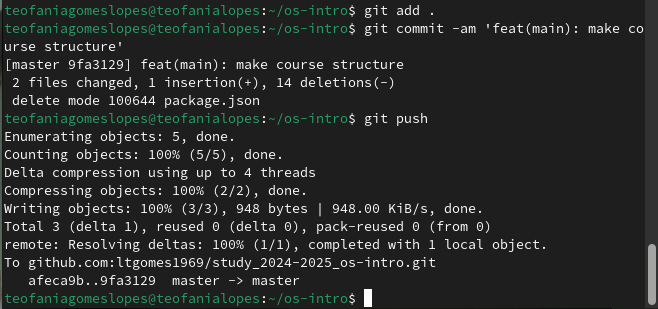 teofaniagomeslopes@teofanialopes:~/os-intro$ git add .
teofaniagomeslopes@teofanialopes:~/os-intro$ git commit -am 'feat(main): make co
urse structure'
[master 9fa3129] feat(main): make course structure
 2 files changed, 1 insertion(+), 14 deletions(-)
 delete mode 100644 package.json
teofaniagomeslopes@teofanialopes:~/os-intro$ git push
Enumerating objects: 5, done.
Counting objects: 100% (5/5), done.
Delta compression using up to 4 threads
Compressing objects: 100% (2/2), done.
Writing objects: 100% (3/3), 948 bytes | 948.00 KiB/s, done.
Total 3 (delta 1), reused 0 (delta 0), pack-reused 0 (from 0)
remote: Resolving deltas: 100% (1/1), completed with 1 local object.
To github.com:ltgomes1969/study_2024-2025_os-intro.git
   afeca9b..9fa3129  master -> master
teofaniagomeslopes@teofanialopes:~/os-intro$